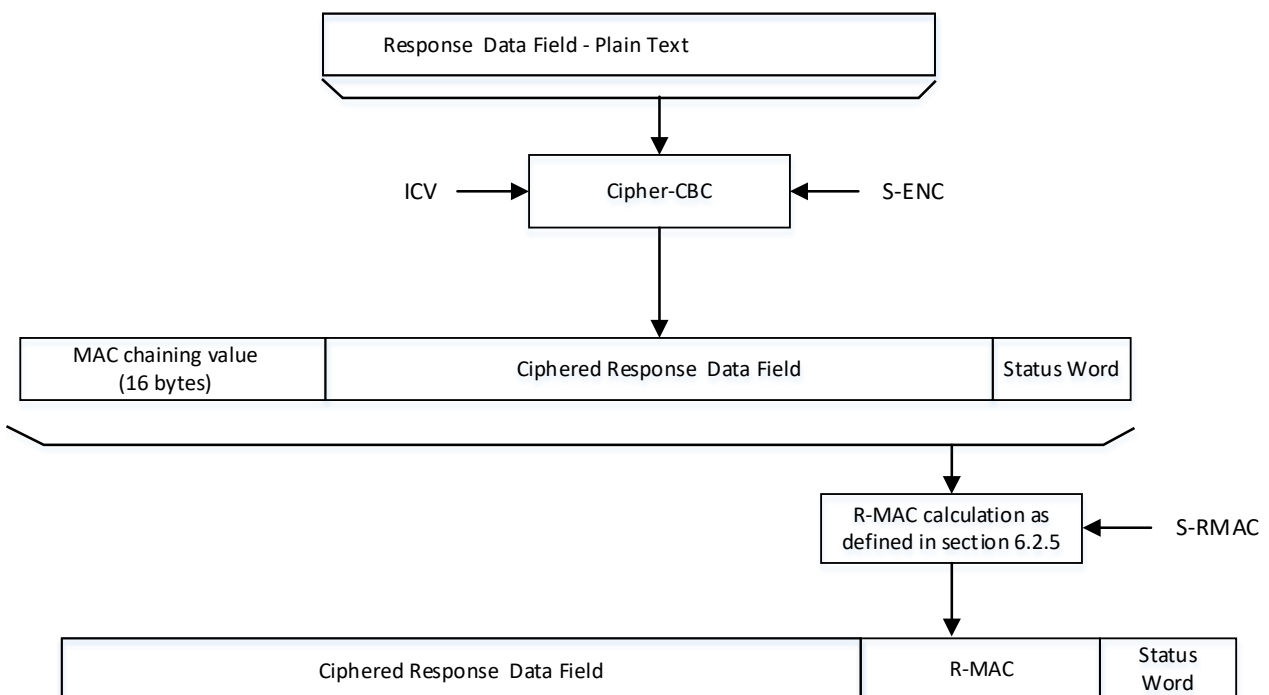 Response Data Field - Plain Text
ICV
Cipher-CBC
S-ENC
MAC chaining value
(16 bytes)
Ciphered Response Data Field
Status Word
R-MAC calculation as
defined in section 6.2.5
S-RMAC
Ciphered Response Data Field
R-MAC
Status
Word